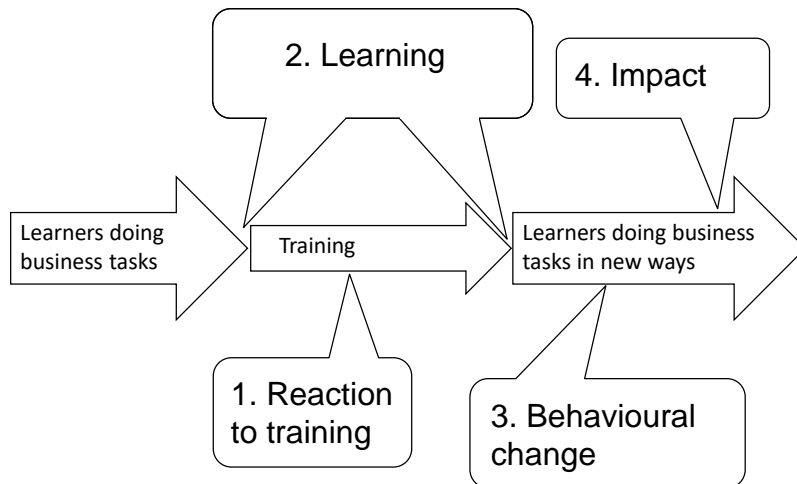 2. Learning
4. Impact
Learners doing
business tasks
Training
Learners doing business
tasks in new ways
1. Reaction
to training
3. Behavioural
change